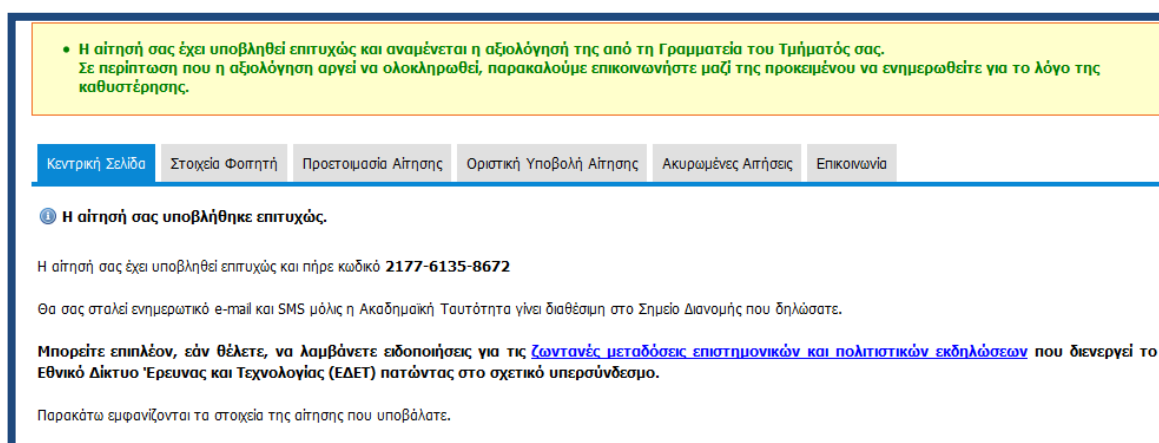 Η αίτησή σας έχει υποβληθεί επιτυχώς και αναμένεται η αξιολόγησή της από τη Γραμματεία του Τμήματός σας.
Σε περίπτωση που η αξιολόγηση αργεί να ολοκληρωθεί, παρακαλούμε επικοινωνήστε μαζί της προκειμένου να ενημερωθείτε για το λόγο της
καθυστέρησης.
Κεντρική Σελίδα Στοιχεία Φοιτητή Προετοιμασία Αίτησης Οριστική Υποβολή Αίτησης Ακυρωμένες Αιτήσεις Επικοινωνία
Η αίτησή σας υποβλήθηκε επιτυχώς.
Η αίτησή σας έχει υποβληθεί επιτυχώς και πήρε κωδικό 2177-6135-8672
Θα σας σταλεί ενημερωτικό e-mail και SMS μόλις η Ακαδημαϊκή Ταυτότητα γίνει διαθέσιμη στο Σημείο Διανομής που δηλώσατε.
Μπορείτε επιπλέον, εάν θέλετε, να λαμβάνετε ειδοποιήσεις για τις ζωντανές μεταδόσεις επιστημονικών και πολιτιστικών εκδηλώσεων που διενεργεί το
Εθνικό Δίκτυο Έρευνας και Τεχνολογίας (ΕΔΕΤ) πατώντας στο σχετικό υπερσύνδεσμο.
Παρακάτω εμφανίζονται τα στοιχεία της αίτησης που υποβάλατε.